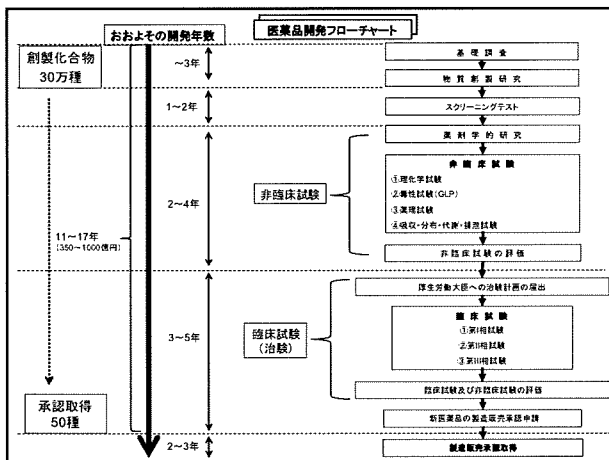 おおよその開発年数
医薬品開発フローチャート
創製化合物
30万種
~3年
1~2年
2~4年
11~17年
(350~1000億円)
3~5年
承認取得
50種
2~3年
非臨床試験
臨床試験
(治験)
基礎調査
物質創製研究
スクリーニングテスト
薬剤学的研究
非臨床試験
①理化学試験
②毒性試験(GLP)
③薬理試験
④吸収・分布・代謝・排泄試験
非臨床試験の評価
厚生労働大臣への治験計画の届出
臨床試験
①第I相試験
②第II相試験
③第III相試験
臨床試験及び非臨床試験の評価
新医薬品の製造販売承認申請
製造販売承認取得